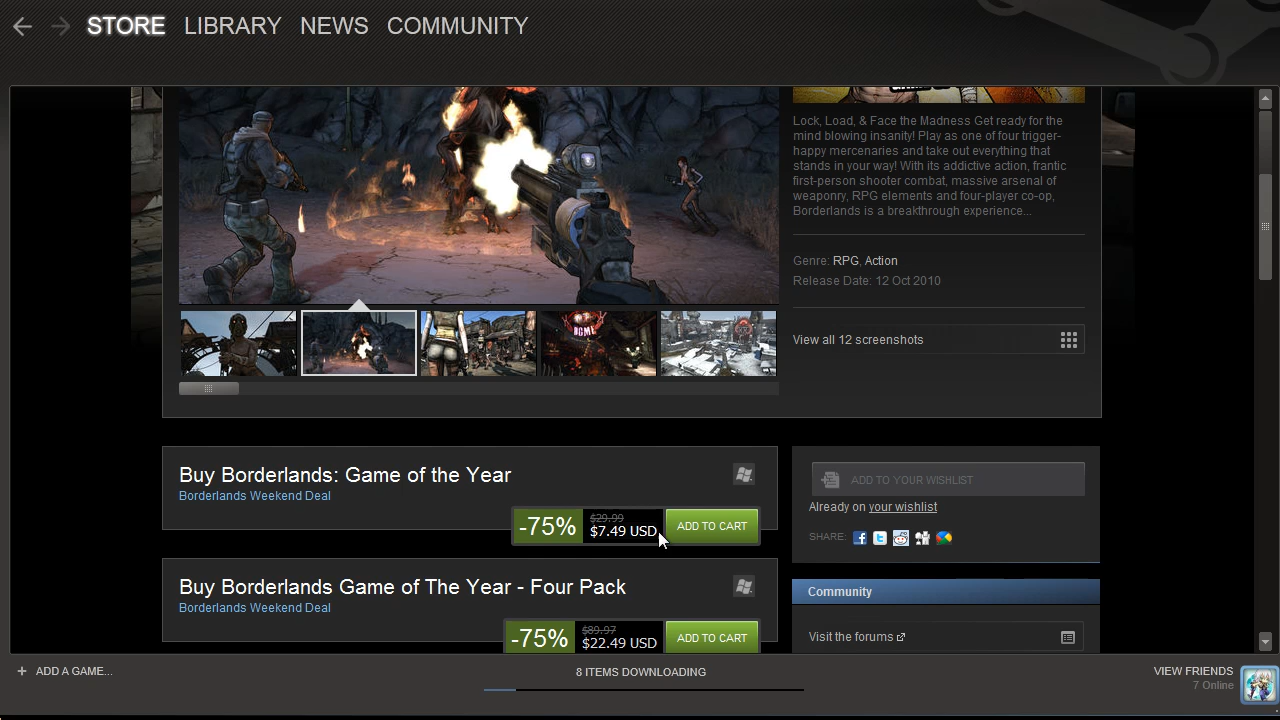 STORE LIBRARY NEWS COMMUNITY
Lock, Load, & Face the Madness Get ready for the
mind blowing insanity! Play as one of four trigger-
happy mercenaries and take out everything that
stands in your way! With its addictive action, frantic
first-person shooter combat, massive arsenal of
weaponry, RPG elements and four-player co-op,
Borderlands is a breakthrough experience...
Genre: RPG, Action
Release Date: 12 Oct 2010
View all 12 screenshots
Buy Borderlands: Game of the Year
Borderlands Weekend Deal
-75%
$29.99
$7.49 USD
ADD TO CART
Buy Borderlands Game of The Year - Four Pack
Borderlands Weekend Deal
-75%
$89.97
$22.49 USD
ADD TO CART
ADD TO YOUR WISHLIST
Already on your wishlist
SHARE:
Community
Visit the forums
+ ADD A GAME...
8 ITEMS DOWNLOADING
VIEW FRIENDS
7 Online